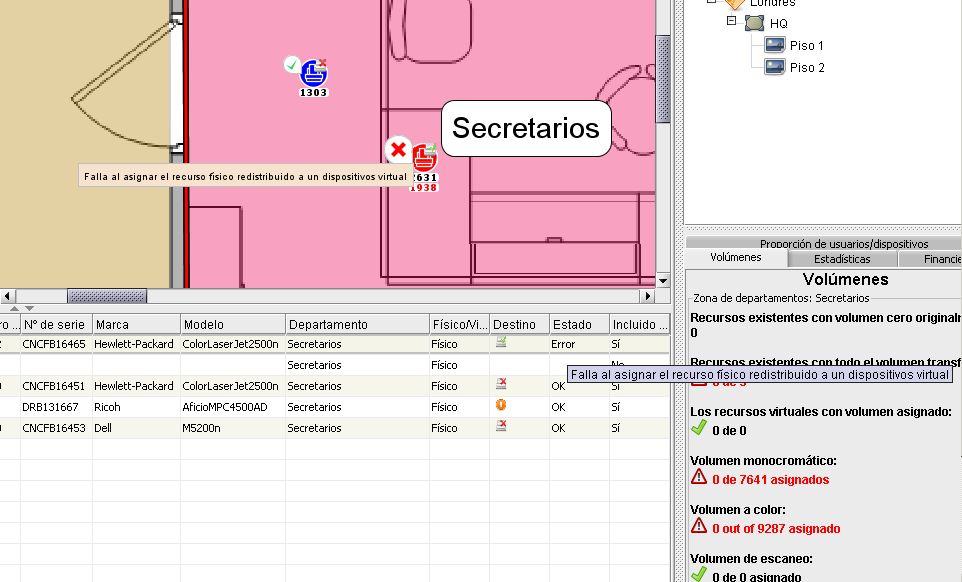 Londres
HQ
Piso 1
Piso 2
1303
Secretarios
Falla al asignar el recurso físico redistribuido a un dispositivos virtual
2631
1938
Proporción de usuarios/dispositivos
Volúmenes Estadísticas Financie
Volúmenes
Zona de departamentos: Secretarios
Recursos existentes con volumen cero original
0
Recursos existentes con todo el volumen transf
Los recursos virtuales con volumen asignado:
0 de 0
Volumen monocromático:
0 de 7641 asignados
Volumen a color:
0 out of 9287 asignado
Volumen de escaneo:
0 de 0 asignado
ro ... N° de serie Marca Modelo Departamento Físico/Vi... Destino Estado Incluido ...
CNCFB16465 Hewlett-Packard ColorLaserJet2500n Secretarios Físico Error Sí
Secretarios Físico No
Falla al asignar el recurso físico redistribuido a un dispositivos virtual
CNCFB16451 Hewlett-Packard ColorLaserJet2500n Secretarios Físico OK Sí
DRB131667 Ricoh AficioMPC4500AD Secretarios Físico OK Sí
CNCFB16453 Dell M5200n Secretarios Físico OK Sí